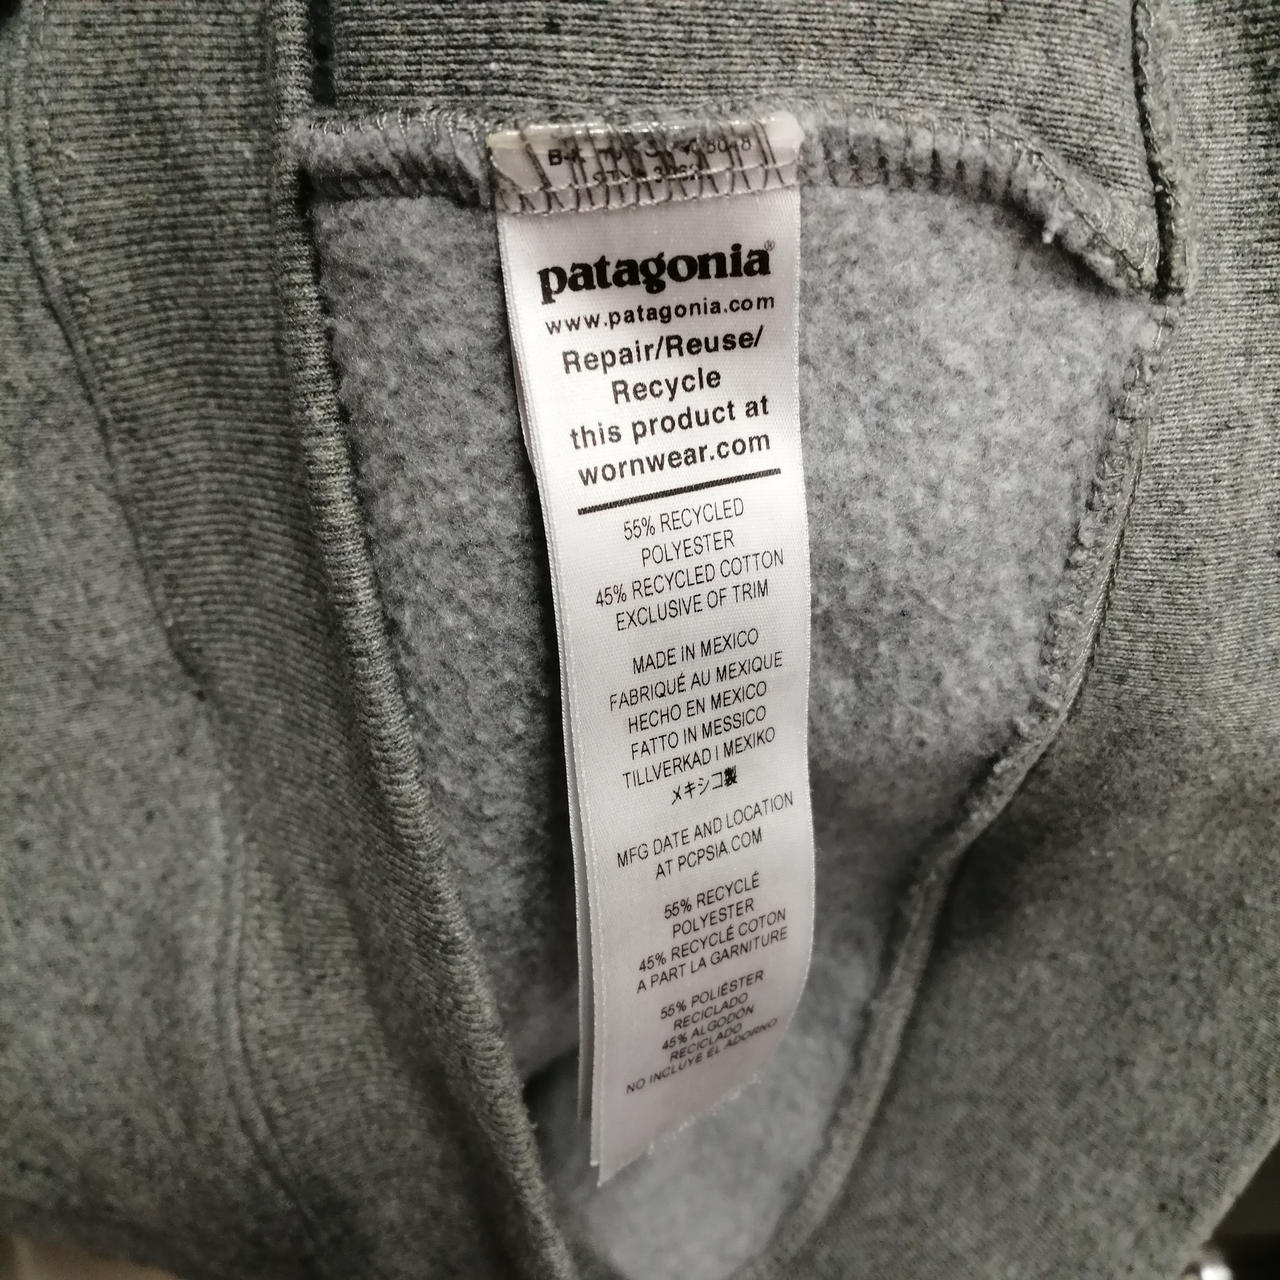 patagonia®
www.patagonia.com
Repair/Reuse/
Recycle
this product at
wornwear.com
55% RECYCLED
POLYESTER
45% RECYCLED COTTON
EXCLUSIVE OF TRIM
MADE IN MEXICO
FABRIQUÉ AU MEXIQUE
HECHO EN MEXICO
FATTO IN MESSICO
TILLVERKAD I MEXIKO
メキシコ製
MFG DATE AND LOCATION
AT PCPSIA.COM
55% RECYCLÉ
POLYESTER
45% RECYCLÉ COTON
A PART LA GARNITURE
55% POLIÉSTER
RECICLADO
45% ALGODÓN
RECICLADO
NO INCLUYE EL ADORNO